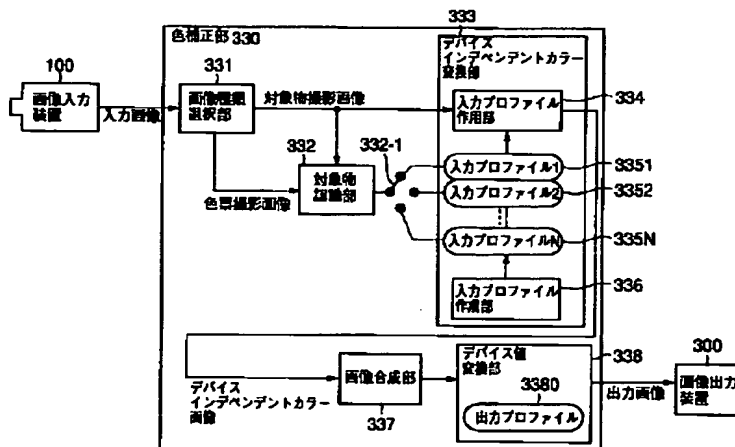 色補正部 330
333
デバイス
インデペンデントカラー
変換部
100
画像入力
装置
入力画像
331
画像種類
選択部
対象物撮影画像
入力プロファイル
作用部
334
332
332-1
対象物
認識部
色票撮影画像
入力プロファイル1
3351
入力プロファイル2
3352
入力プロファイルN
335N
入力プロファイル
作成部
336
デバイス
インデペンデントカラー
画像
画像合成部
337
デバイス値
変換部
338
3380
出力プロファイル
出力画像
300
画像出力
装置